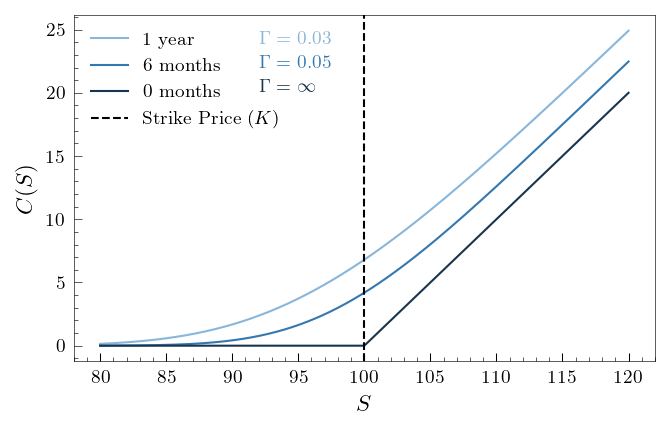 1 year
6 months
0 months
Strike Price (K)
Γ = 0.03
Γ = 0.05
Γ = ∞
C(S)
25
20
15
10
5
0
80 85 90 95 100 105 110 115 120
S